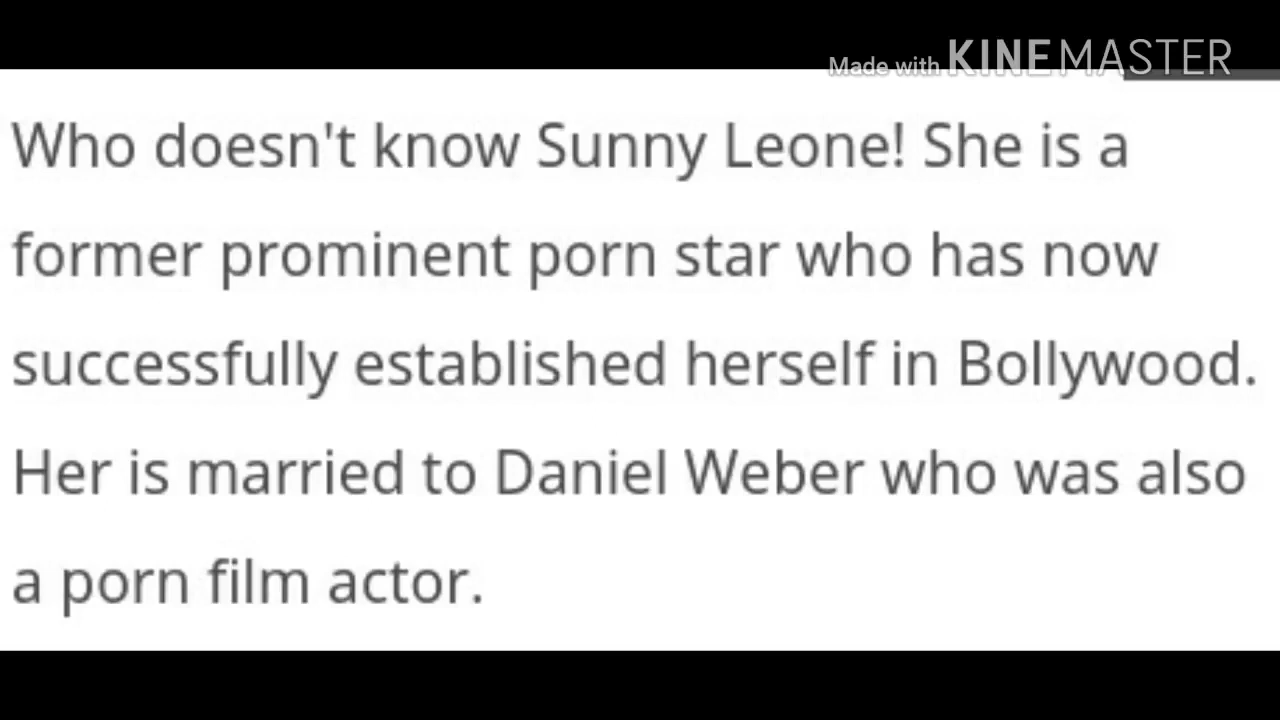 Made with KINEMASTER
Who doesn't know Sunny Leone! She is a
former prominent porn star who has now
successfully established herself in Bollywood.
Her is married to Daniel Weber who was also
a porn film actor.